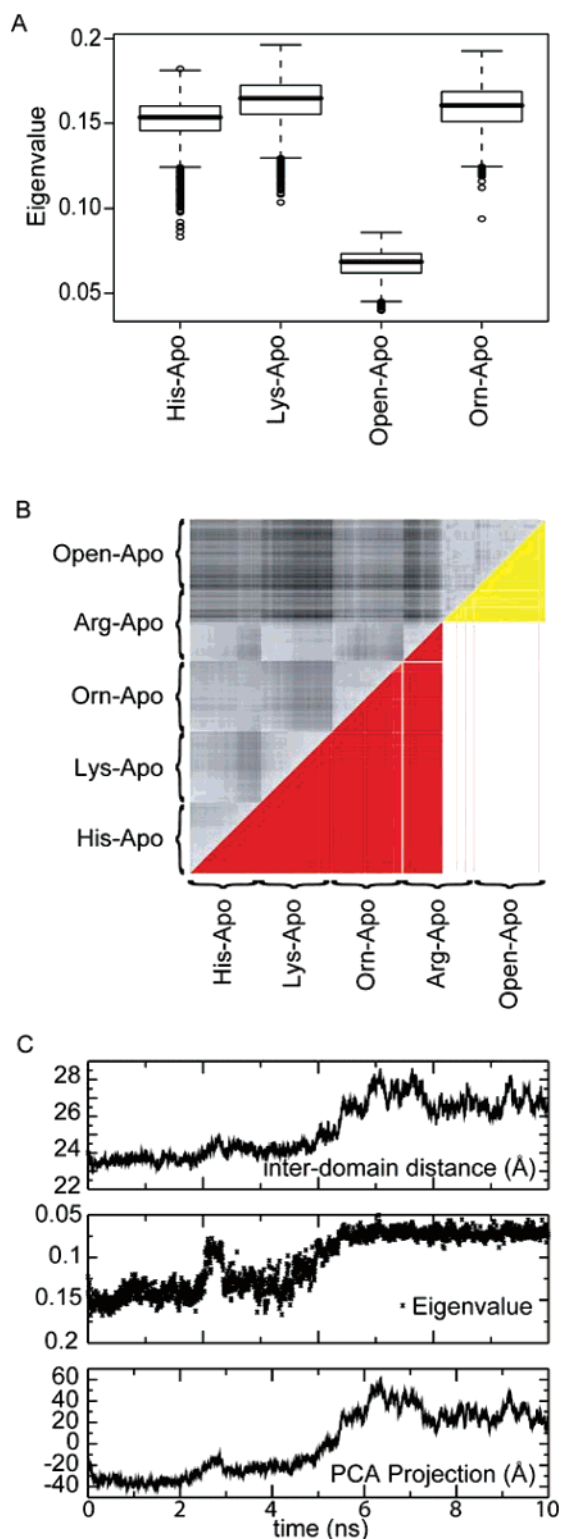 A
0.2
0.15
0.10
0.05
Eigenvalue
His-Apo
Lys-Apo
Open-Apo
Orn-Apo
B
Open-Apo
Arg-Apo
Orn-Apo
Lys-Apo
His-Apo
His-Apo
Lys-Apo
Orn-Apo
Arg-Apo
Open-Apo
C
28
26
24
22
inter-domain distance (Å)
0.05
0.1
0.15
0.2
Eigenvalue
60
40
20
0
-20
-40
PCA Projection (Å)
0 2 4 6 8 10
time (ns)